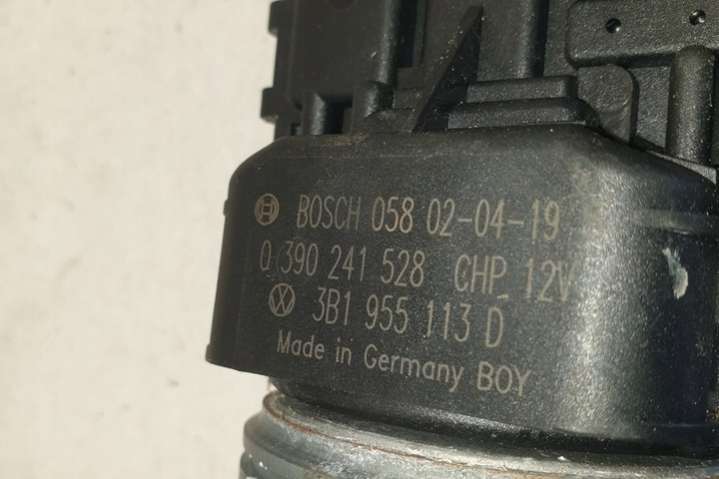 BOSCH 058 02-04-19
0 390 241 528 CHP 12V
3B1 955 113 D
Made in Germany BOY